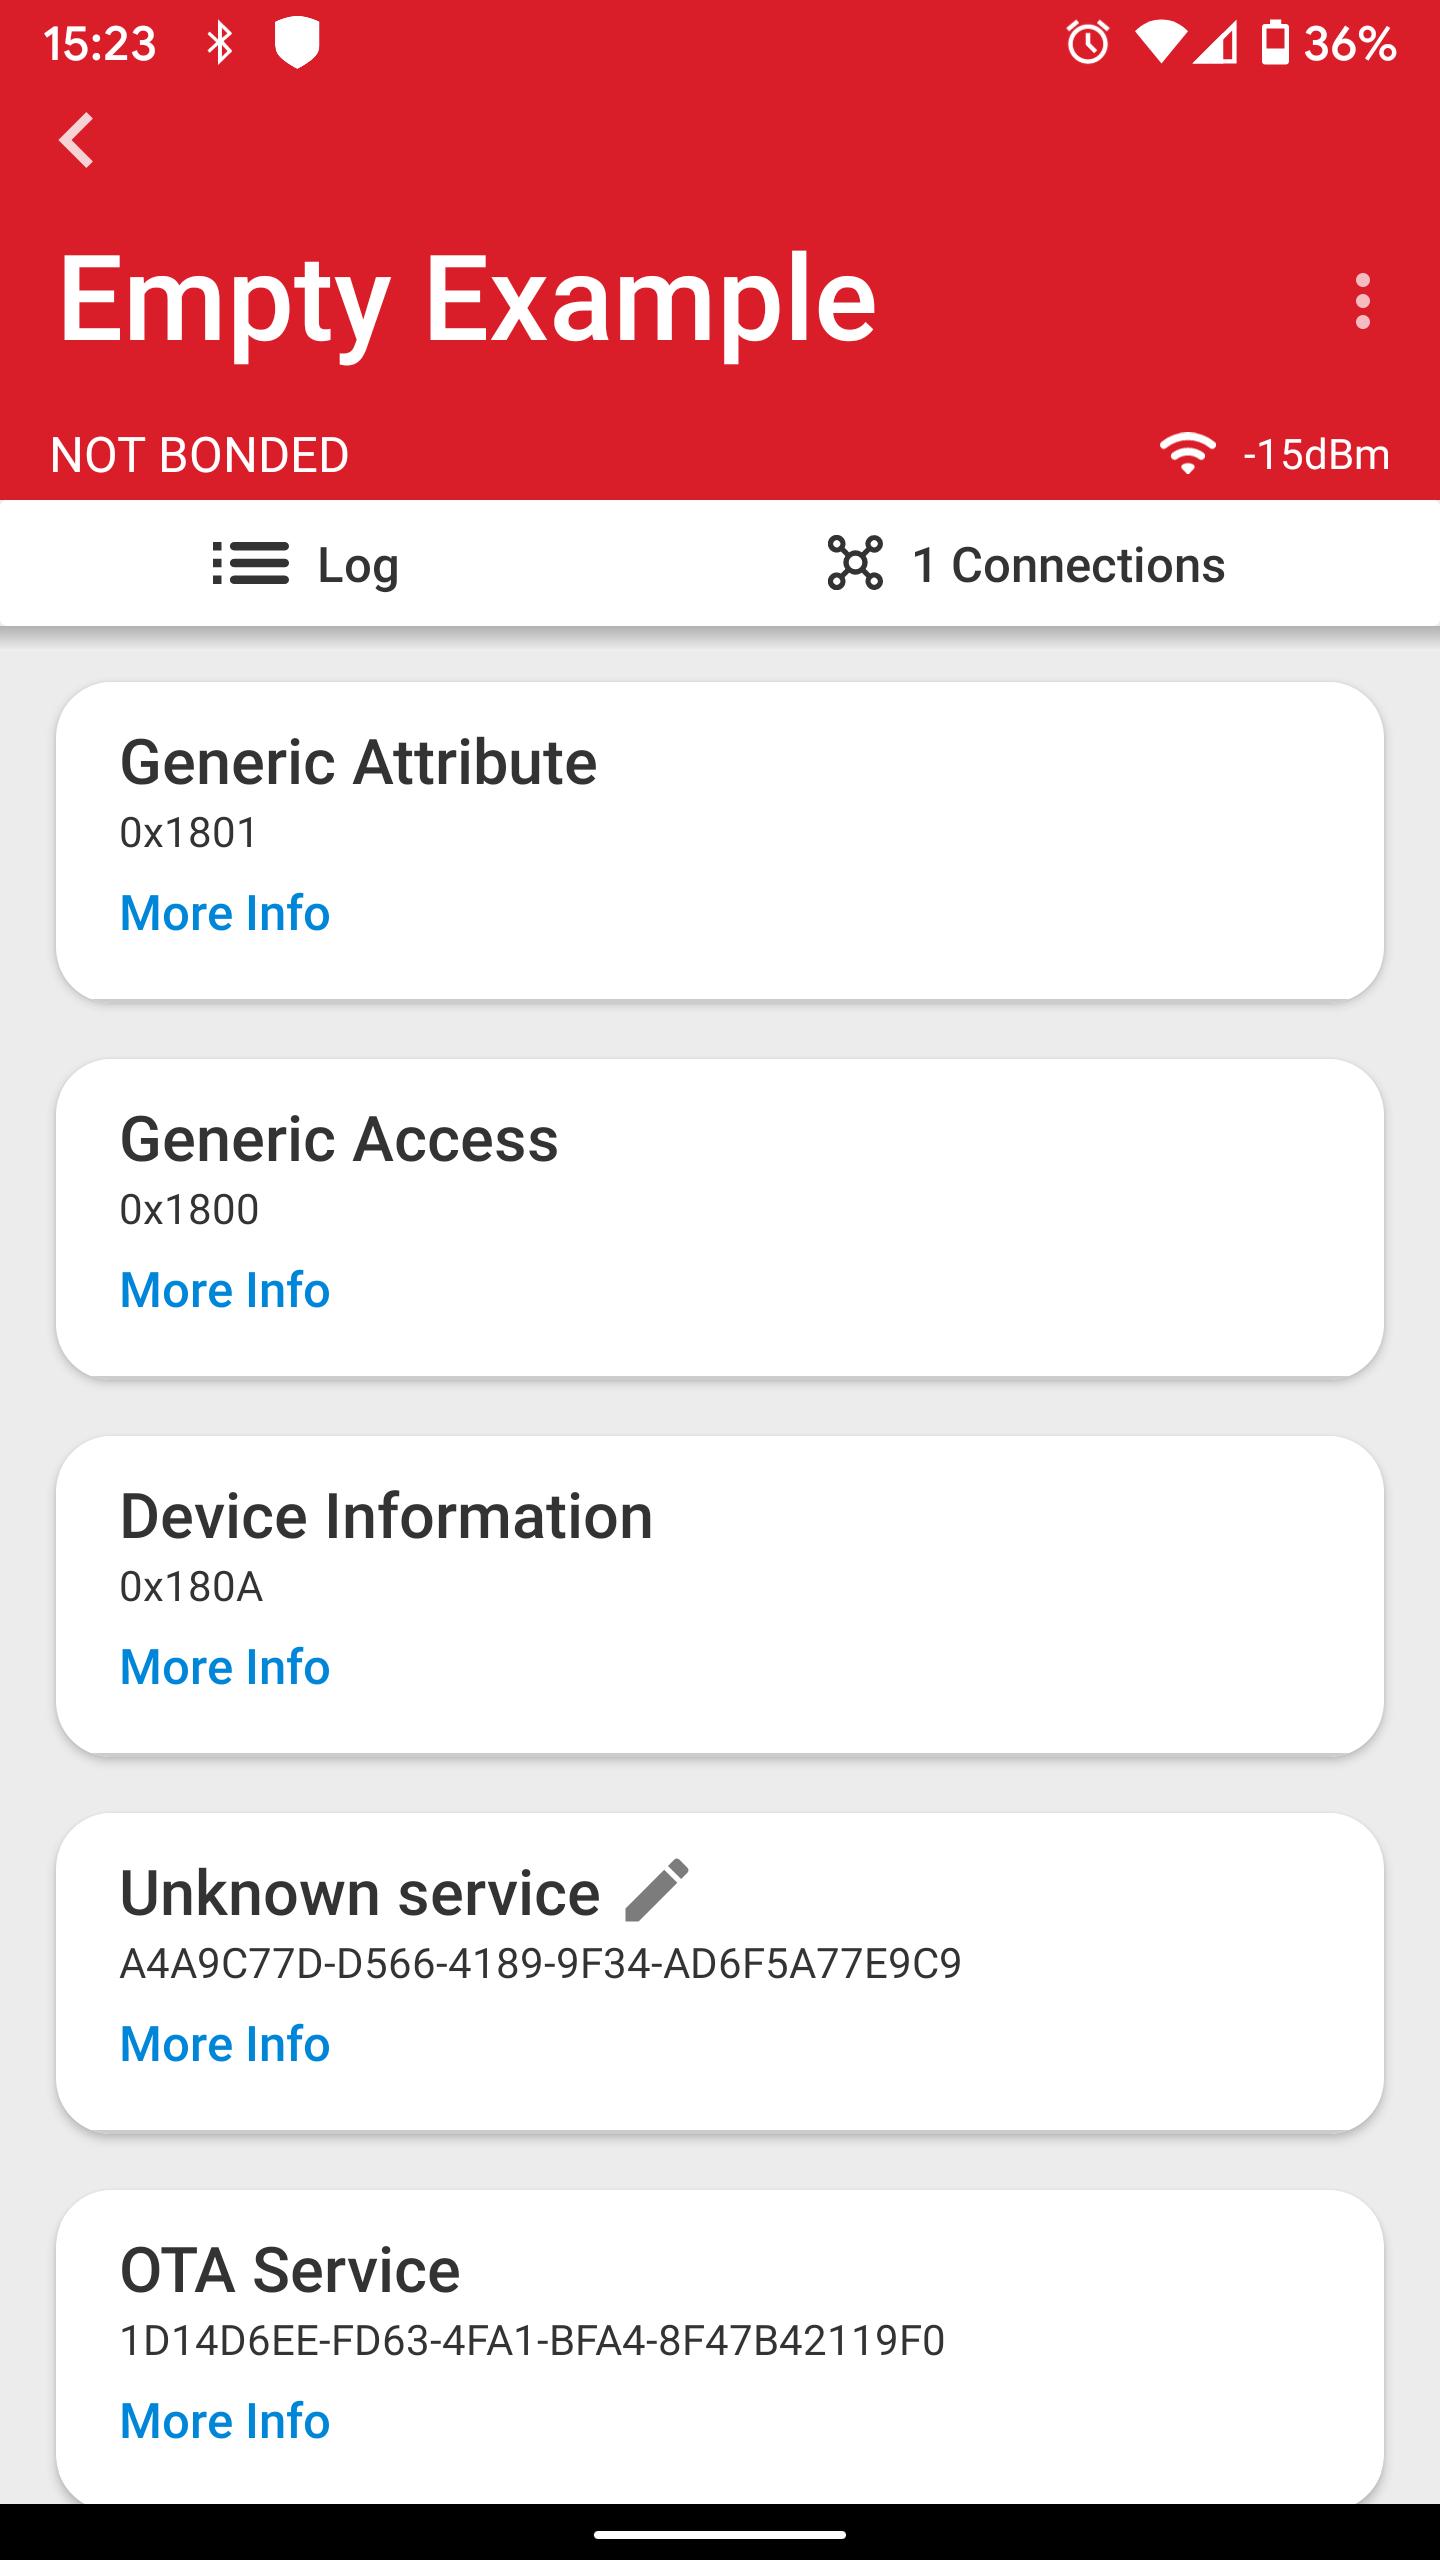 15:23 36%
Empty Example
NOT BONDED -15dBm
Log 1 Connections
Generic Attribute
0x1801
More Info
Generic Access
0x1800
More Info
Device Information
0x180A
More Info
Unknown service
A4A9C77D-D566-4189-9F34-AD6F5A77E9C9
More Info
OTA Service
1D14D6EE-FD63-4FA1-BFA4-8F47B42119F0
More Info